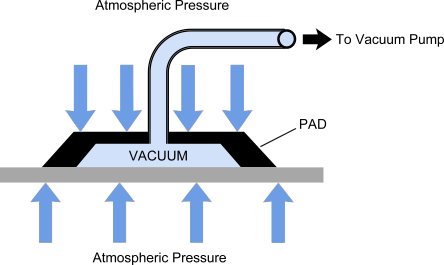 Atmospheric Pressure
To Vacuum Pump
PAD
VACUUM
Atmospheric Pressure